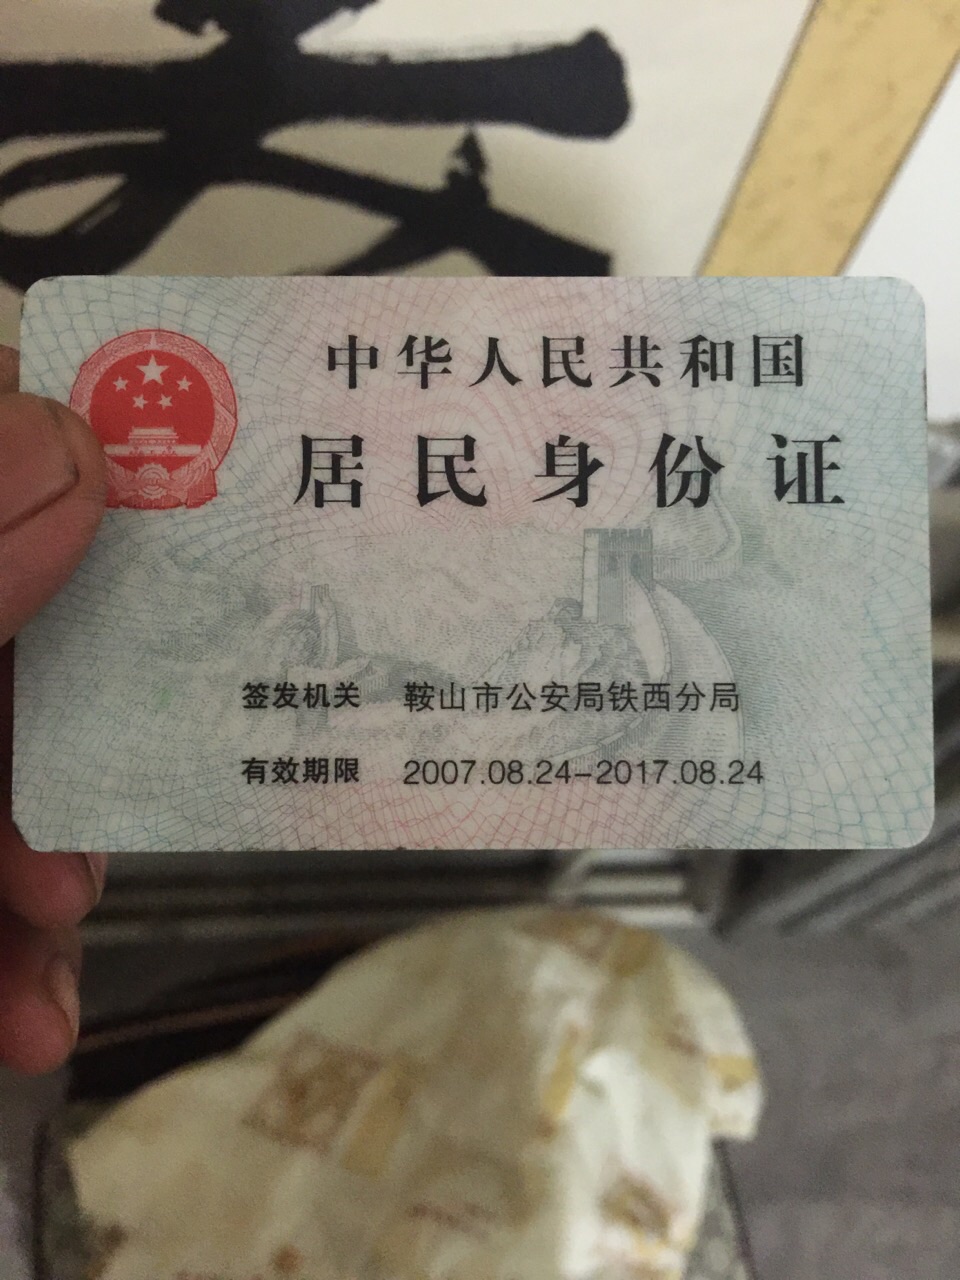 中华人民共和国
居民身份证
签发机关 鞍山市公安局铁西分局
有效期限 2007.08.24-2017.08.24